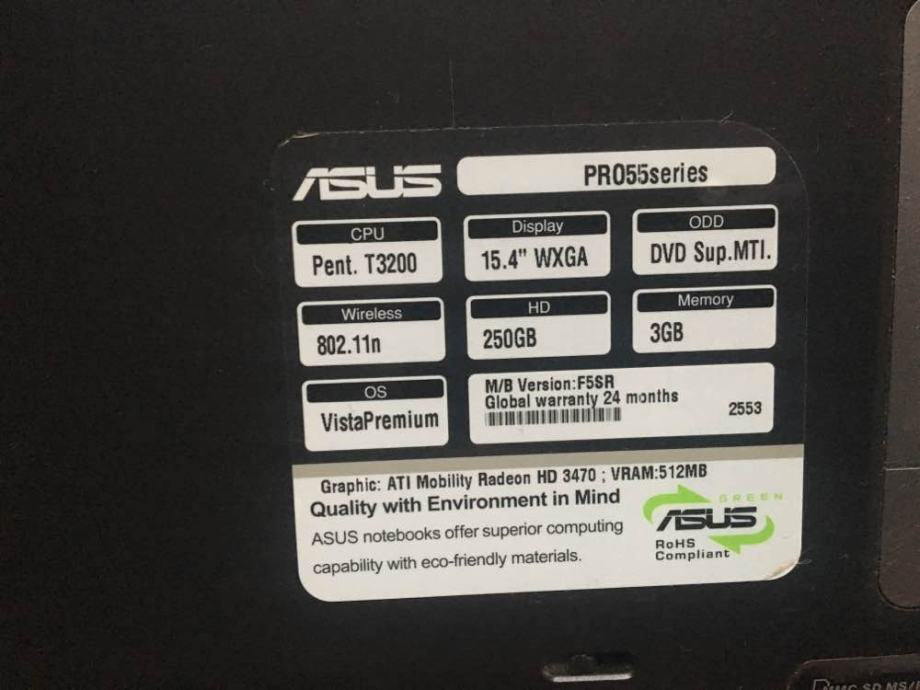 ASUS
PRO55series
CPU
Pent. T3200
Display
15.4" WXGA
ODD
DVD Sup.MTI.
Wireless
802.11n
HD
250GB
Memory
3GB
OS
VistaPremium
M/B Version:F5SR
Global warranty 24 months
2553
Graphic: ATI Mobility Radeon HD 3470 ; VRAM:512MB
Quality with Environment in Mind
ASUS notebooks offer superior computing
capability with eco-friendly materials.
GREEN
ASUS
RoHS
Compliant
SD MS/